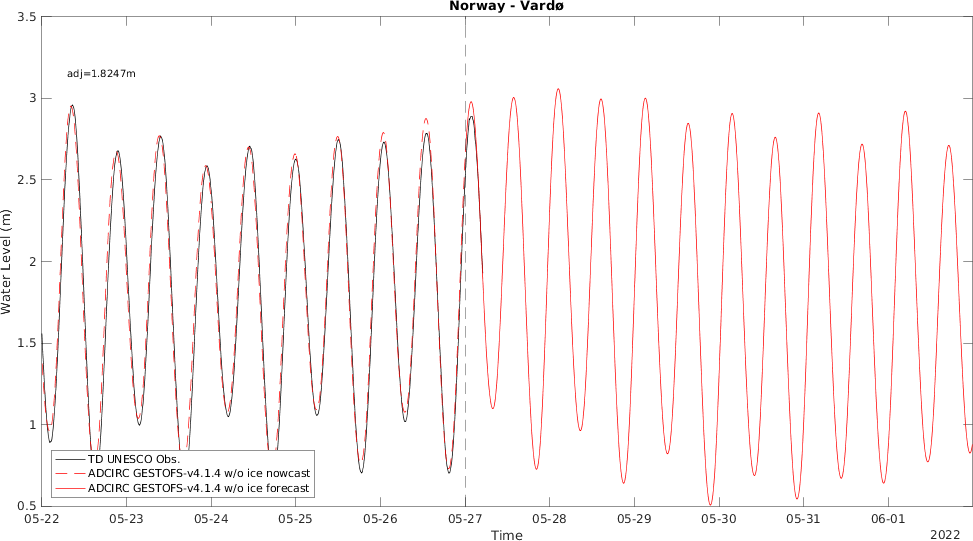 Norway - Vardø
3.5
adj=1.8247m
3
2.5
2
1.5
1
0.5
Water Level (m)
TD UNESCO Obs.
ADCIRC GESTOFS-v4.1.4 w/o ice nowcast
ADCIRC GESTOFS-v4.1.4 w/o ice forecast
05-22 05-23 05-24 05-25 05-26 05-27 05-28 05-29 05-30 05-31 06-01
Time
2022